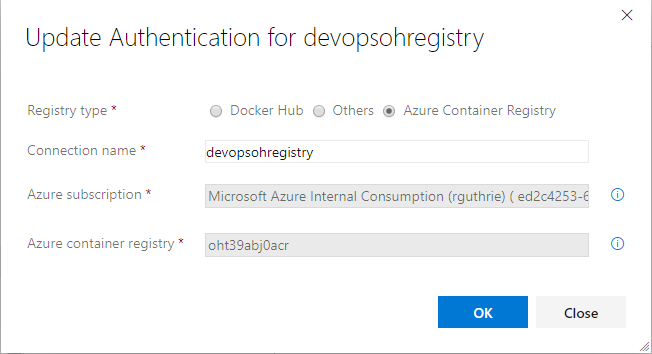 Update Authentication for devopsohregistry
Registry type * Docker Hub Others Azure Container Registry
Connection name * devopsohregistry
Azure subscription * Microsoft Azure Internal Consumption (rguthrie) ( ed2c4253-6
Azure container registry * oht39abj0acr
OK Close